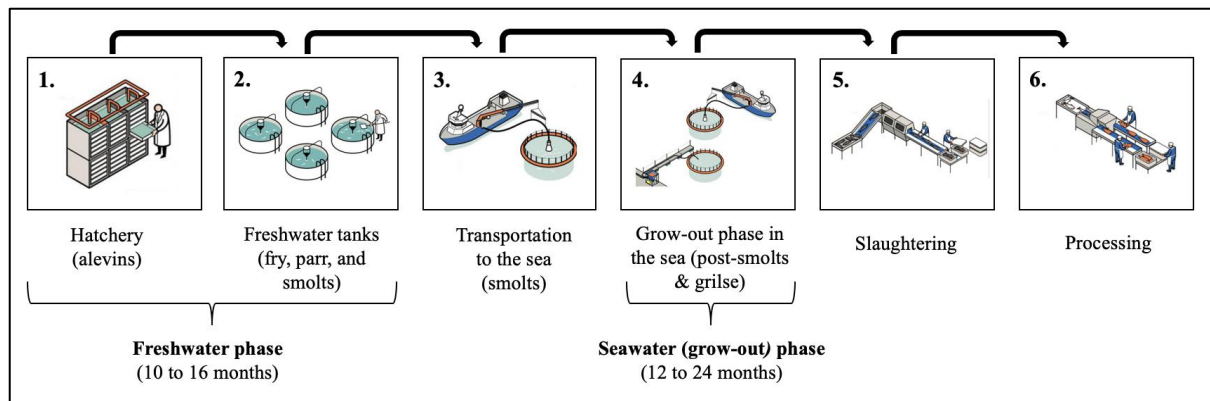 1.
2.
3.
4.
5.
6.
Hatchery
(alevins)
Freshwater tanks
(fry, parr, and
smolts)
Transportation
to the sea
(smolts)
Grow-out phase in
the sea (post-smolts
& grilse)
Slaughtering
Processing
Freshwater phase
(10 to 16 months)
Seawater (grow-out) phase
(12 to 24 months)